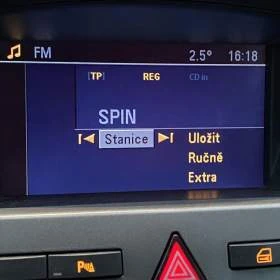 FM 2.5° 16:18
[TP] REG CD in
SPIN
Stanice Uložit
Ručně
Extra